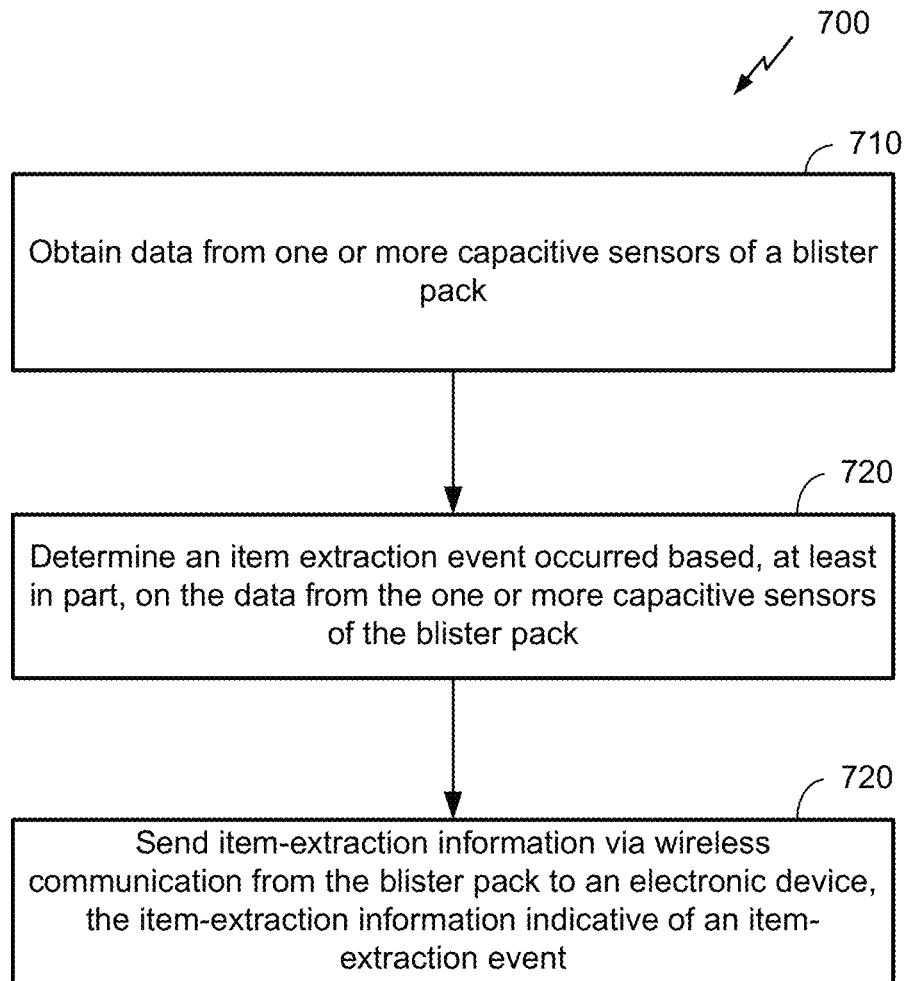 700
710
Obtain data from one or more capacitive sensors of a blister
pack
720
Determine an item extraction event occurred based, at least
in part, on the data from the one or more capacitive sensors
of the blister pack
720
Send item-extraction information via wireless
communication from the blister pack to an electronic device,
the item-extraction information indicative of an item-
extraction event